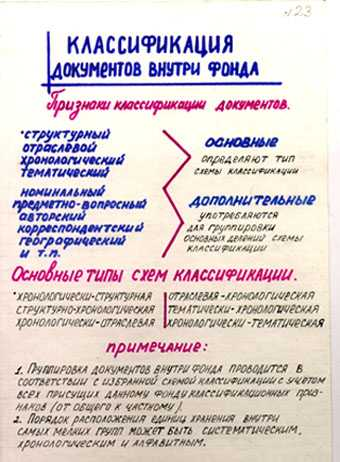 123
КЛАССИФИКАЦИЯ
ДОКУМЕНТОВ ВНУТРИ ФОНДА
Признаки классификации документов.
СТРУКТУРНЫЙ
ОТРАСЛЕВОЙ
ХРОНОЛОГИЧЕСКИЙ
ТЕМАТИЧЕСКИЙ
ОСНОВНЫЕ
ОПРЕДЕЛЯЮТ ТИП
СХЕМЫ КЛАССИФИКАЦИИ
НОМИНАЛЬНЫЙ
ПРЕДМЕТНО-ВОПРОСНЫЙ
АВТОРСКИЙ
КОРРЕСПОНДЕНТСКИЙ
ГЕОГРАФИЧЕСКИЙ
И Т.П.
ДОПОЛНИТЕЛЬНЫЕ
УПОТРЕБЛЯЮТСЯ
ДЛЯ ГРУППИРОВКИ
ОСНОВНЫХ ДЕЛЕНИЙ СХЕМЫ
КЛАССИФИКАЦИИ
Основные типы схем классификации.
ХРОНОЛОГИЧЕСКИ-СТРУКТУРНАЯ
СТРУКТУРНО-ХРОНОЛОГИЧЕСКАЯ
ХРОНОЛОГИЧЕСКИ-ОТРАСЛЕВАЯ
ОТРАСЛЕВАЯ-ХРОНОЛОГИЧЕСКАЯ
ТЕМАТИЧЕСКИ-ХРОНОЛОГИЧЕСКАЯ
ХРОНОЛОГИЧЕСКИ-ТЕМАТИЧЕСКАЯ
примечание:
1. ГРУППИРОВКА ДОКУМЕНТОВ ВНУТРИ ФОНДА ПРОВОДИТСЯ В
СООТВЕТСТВИИ С ИЗБРАННОЙ СХЕМОЙ КЛАССИФИКАЦИИ С УЧЕТОМ
ВСЕХ ПРИСУЩИХ ДАННОМУ ФОНДУ КЛАССИФИКАЦИОННЫХ ПРИЗ-
НАКОВ (ОТ ОБЩЕГО К ЧАСТНОМУ).
2. ПОРЯДОК РАСПОЛОЖЕНИЯ ЕДИНИЦ ХРАНЕНИЯ ВНУТРИ
САМЫХ МЕЛКИХ ГРУПП МОЖЕТ БЫТЬ СИСТЕМАТИЧЕСКИМ,
ХРОНОЛОГИЧЕСКИМ И АЛФАВИТНЫМ.